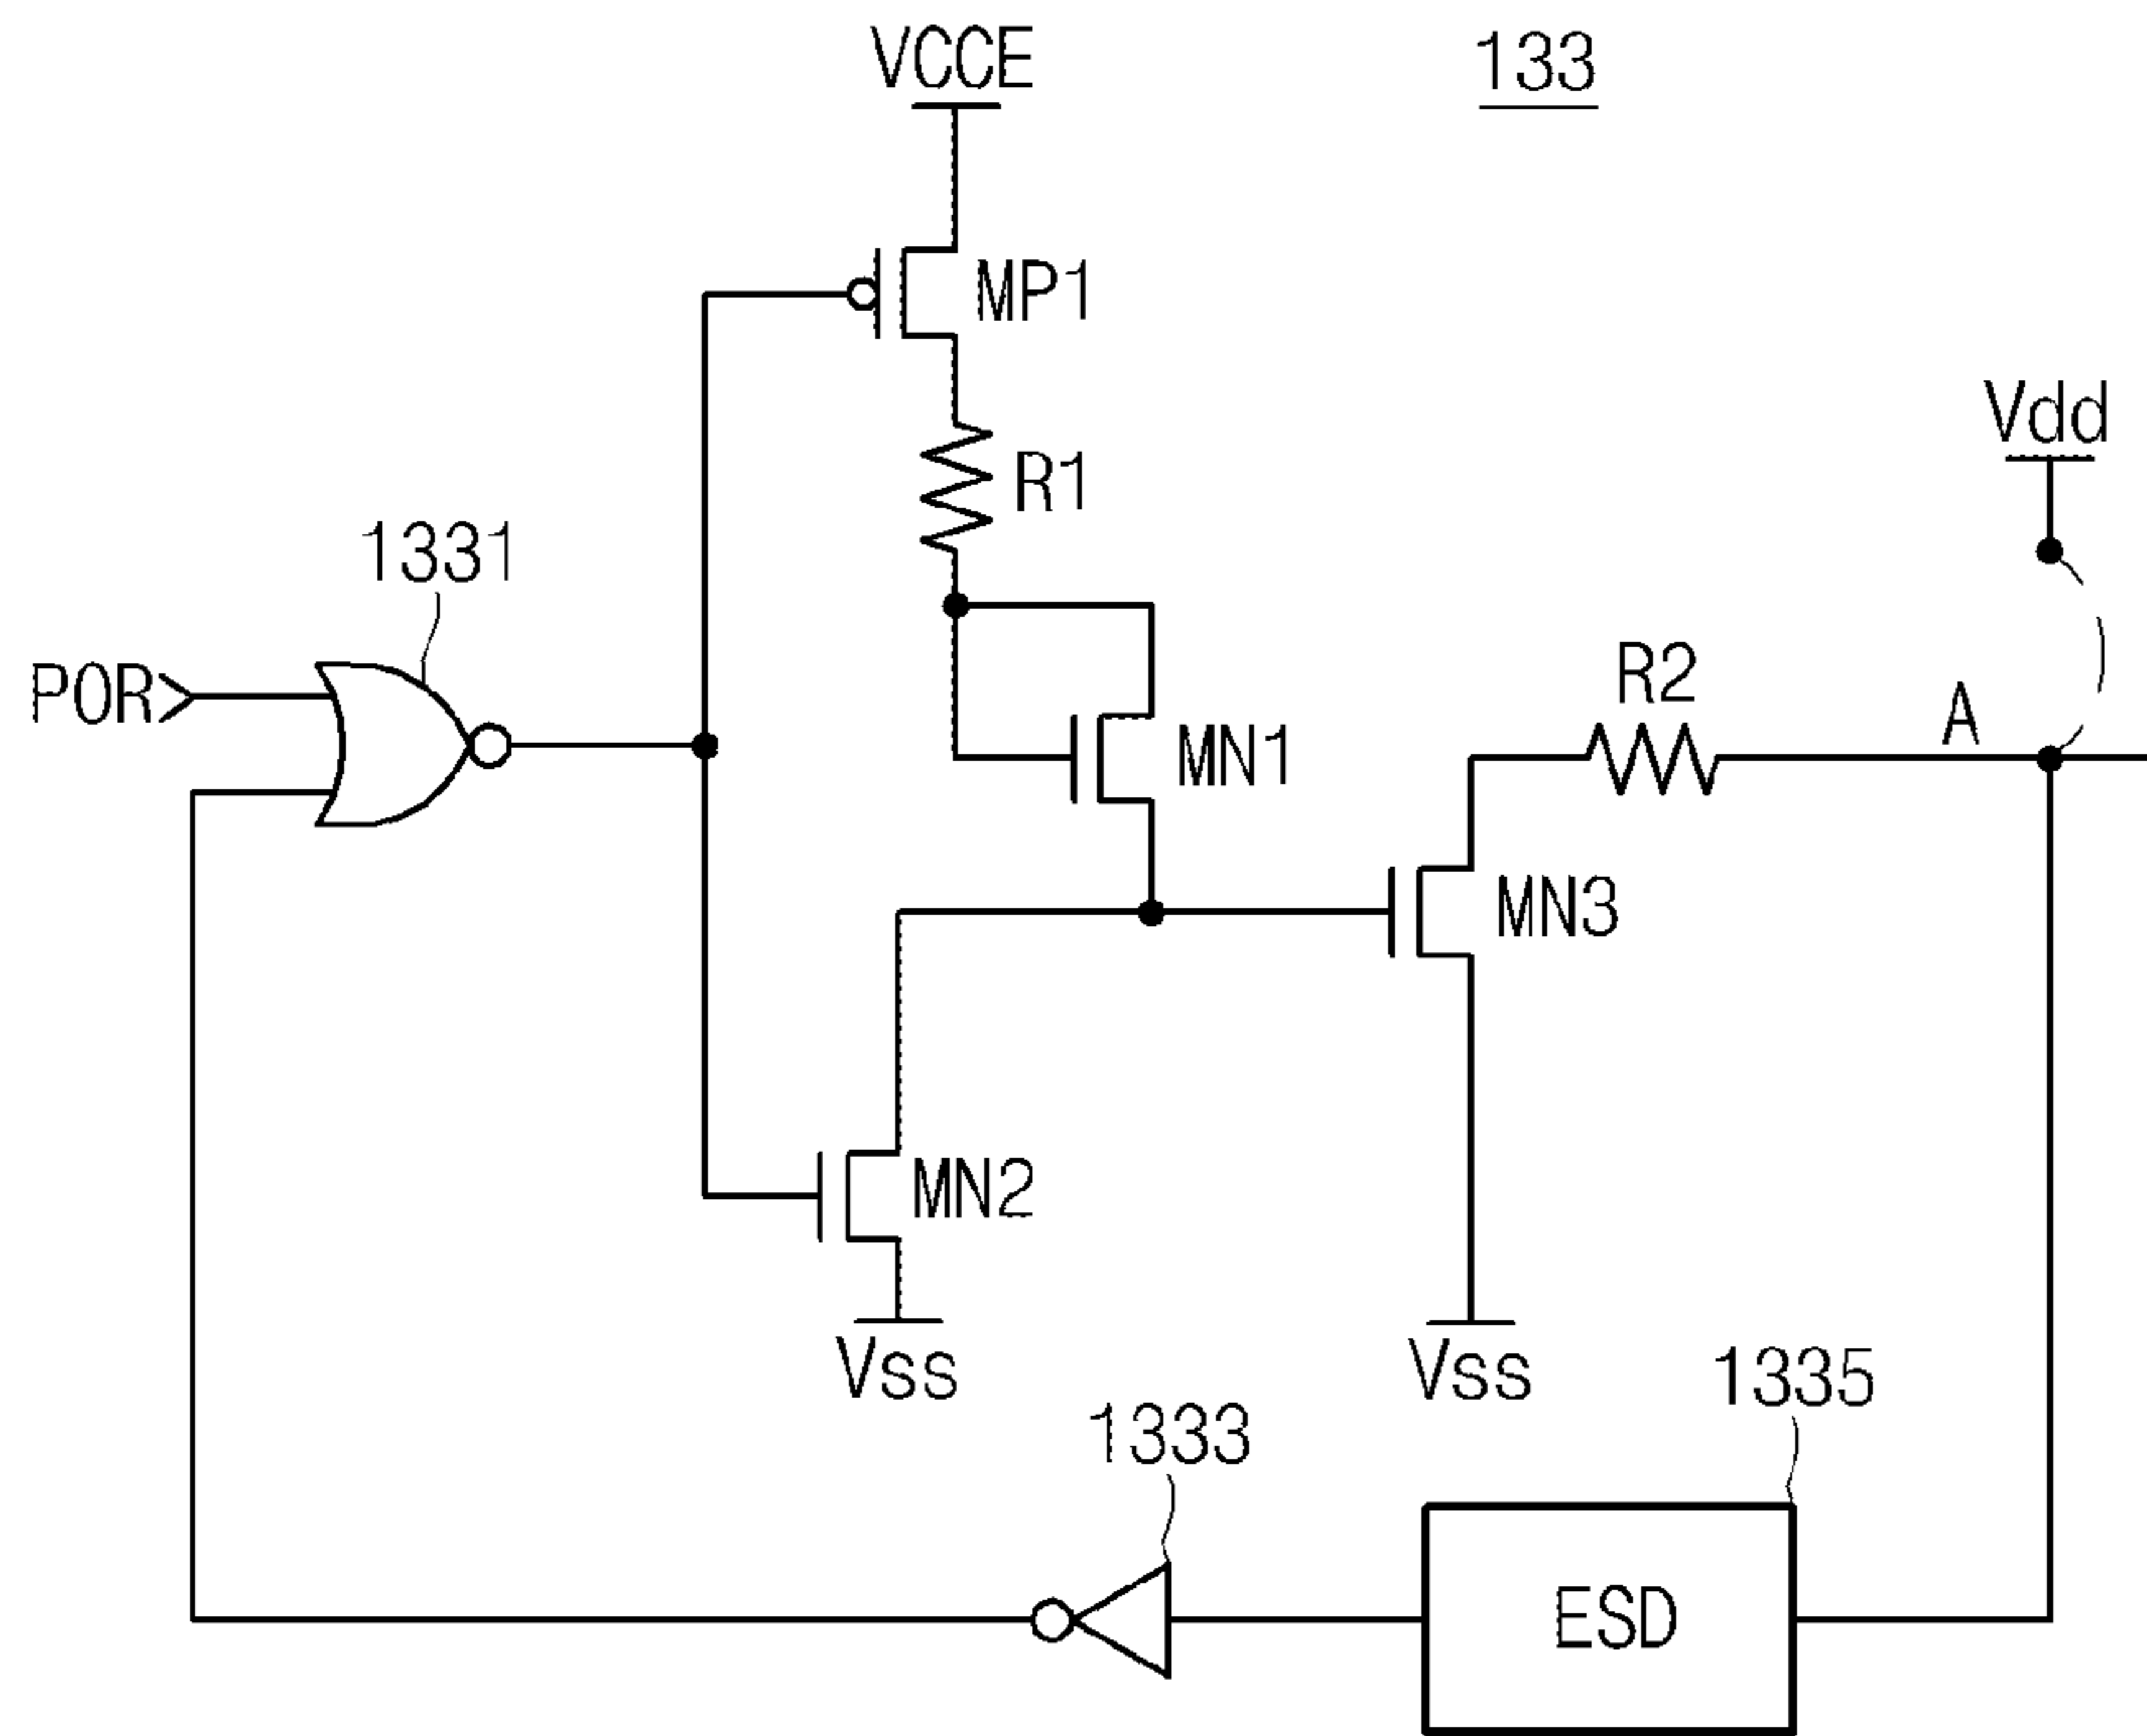 VCCE
133
MP1
Vdd
R1
1331
R2
POR
A
MN1
MN3
MN2
Vss
Vss
1335
1333
ESD